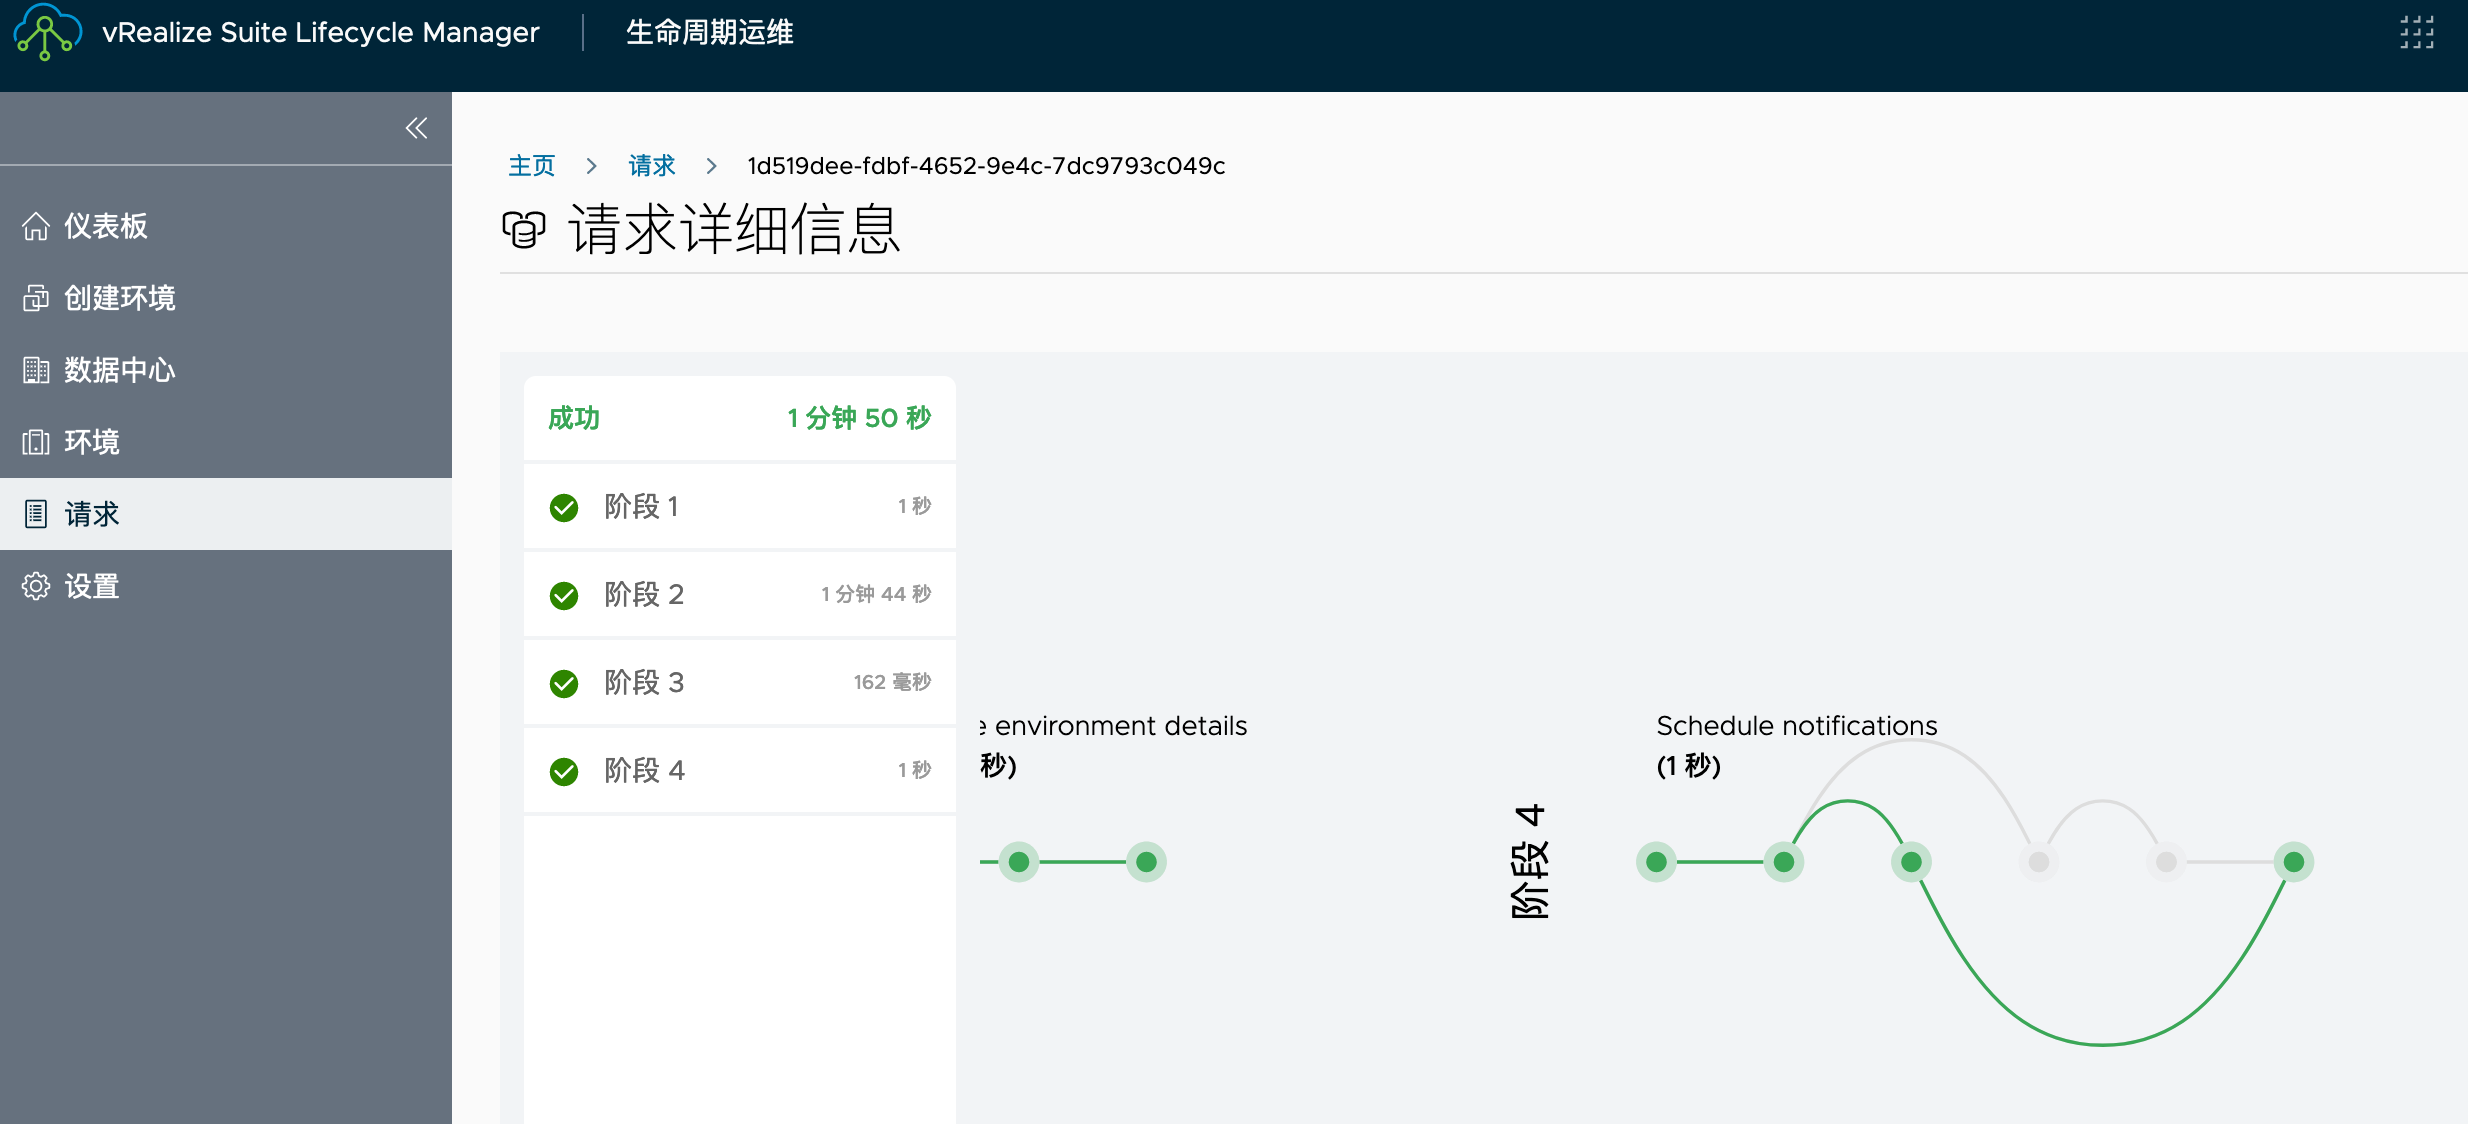 vRealize Suite Lifecycle Manager
生命周期运维
主页 > 请求 > 1d519dee-fdbf-4652-9e4c-7dc9793c049c
请求详细信息
仪表板
创建环境
数据中心
环境
请求
设置
成功 1 分钟 50 秒
阶段 1 1 秒
阶段 2 1 分钟 44 秒
阶段 3 162 毫秒
阶段 4 1 秒
e environment details
秒)
阶段 4
Schedule notifications
(1 秒)